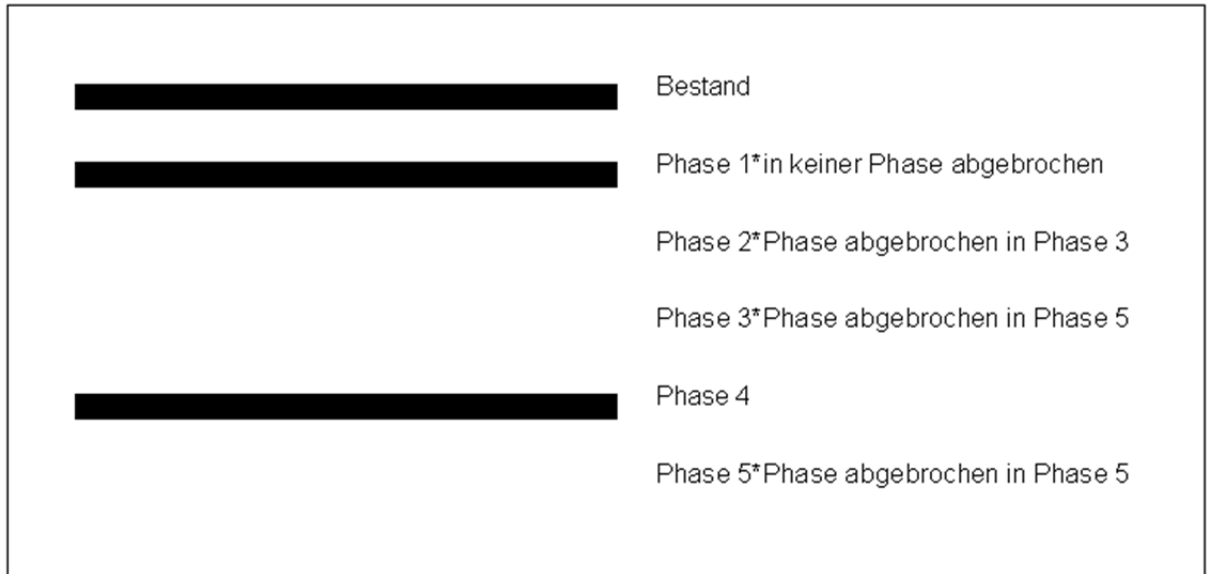 Bestand
Phase 1*in keiner Phase abgebrochen
Phase 2*Phase abgebrochen in Phase 3
Phase 3*Phase abgebrochen in Phase 5
Phase 4
Phase 5*Phase abgebrochen in Phase 5